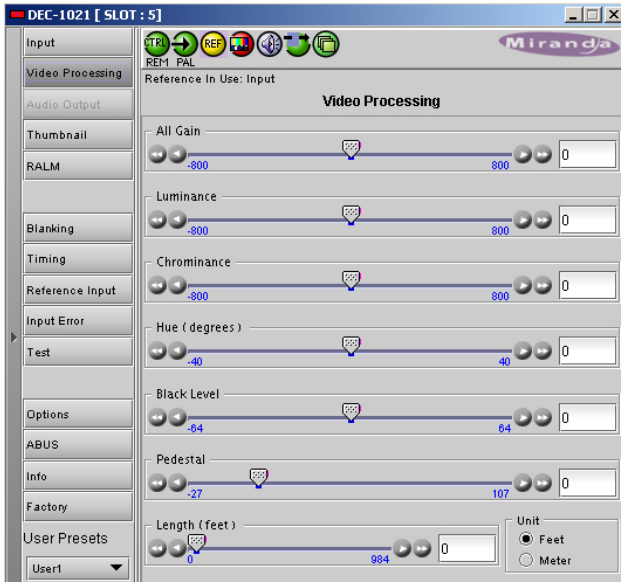 DEC-1021 [ SLOT : 5]
Input
Video Processing
Audio Output
Thumbnail
RALM
Blanking
Timing
Reference Input
Input Error
Test
Options
ABUS
Info
Factory
User Presets
User1
CTRL
REF
REM PAL
Miranda
Reference In Use: Input
Video Processing
All Gain
-800
800
0
Luminance
-800
800
0
Chrominance
-800
800
0
Hue ( degrees )
-40
40
0
Black Level
-64
64
0
Pedestal
-27
107
0
Length ( feet )
0
984
0
Unit
Feet
Meter